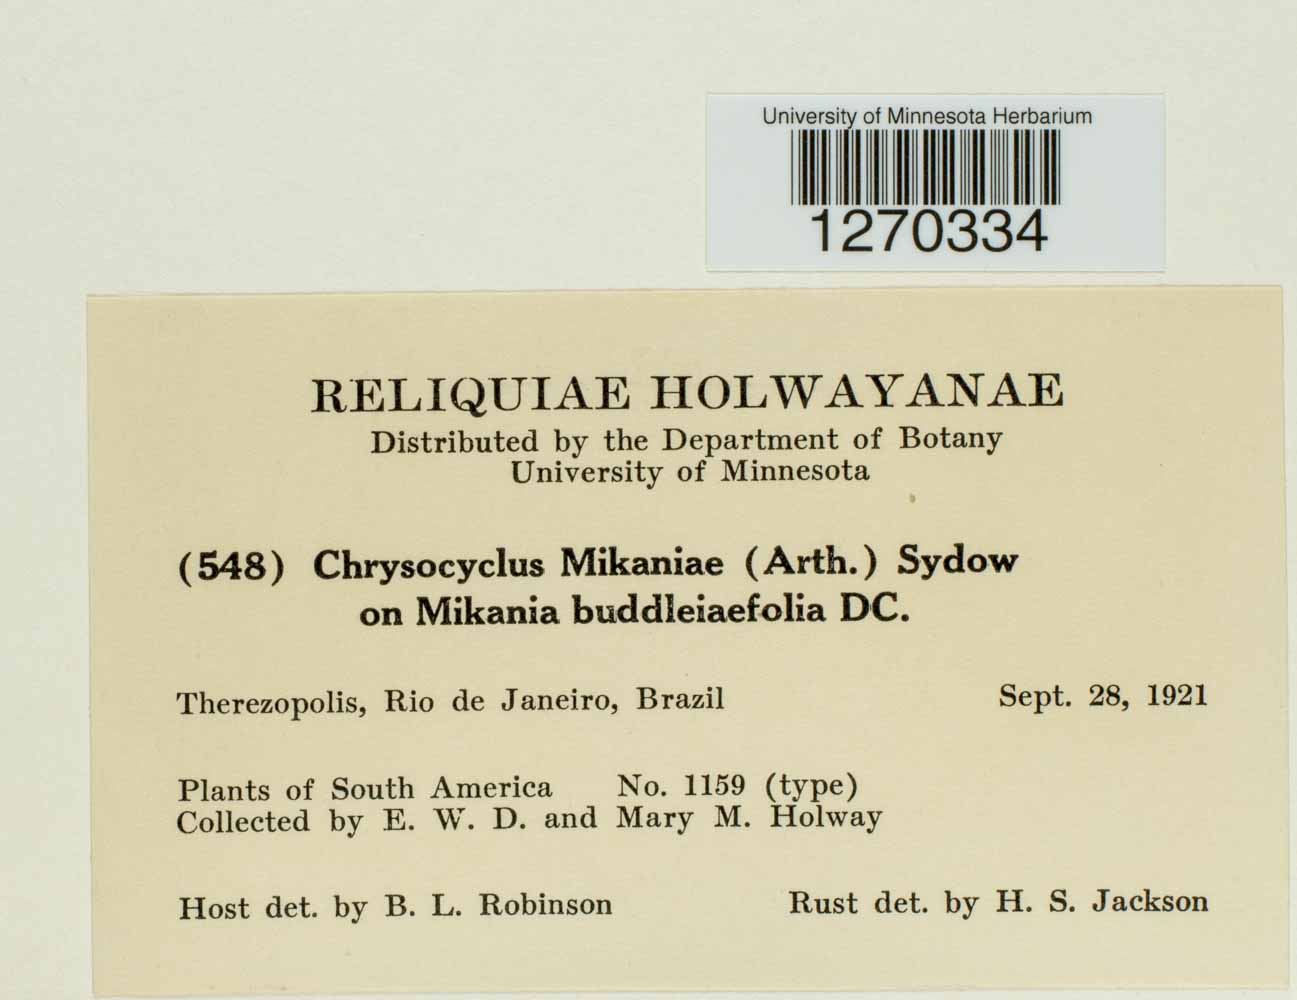 University of Minnesota Herbarium
1270334
RELIQUIAE HOLWAYANAE
Distributed by the Department of Botany
University of Minnesota
(548) Chrysocyclus Mikaniae (Arth.) Sydow
on Mikania buddleiaefolia DC.
Therezopolis, Rio de Janeiro, Brazil Sept. 28, 1921
Plants of South America No. 1159 (type)
Collected by E. W. D. and Mary M. Holway
Host det. by B. L. Robinson Rust det. by H. S. Jackson